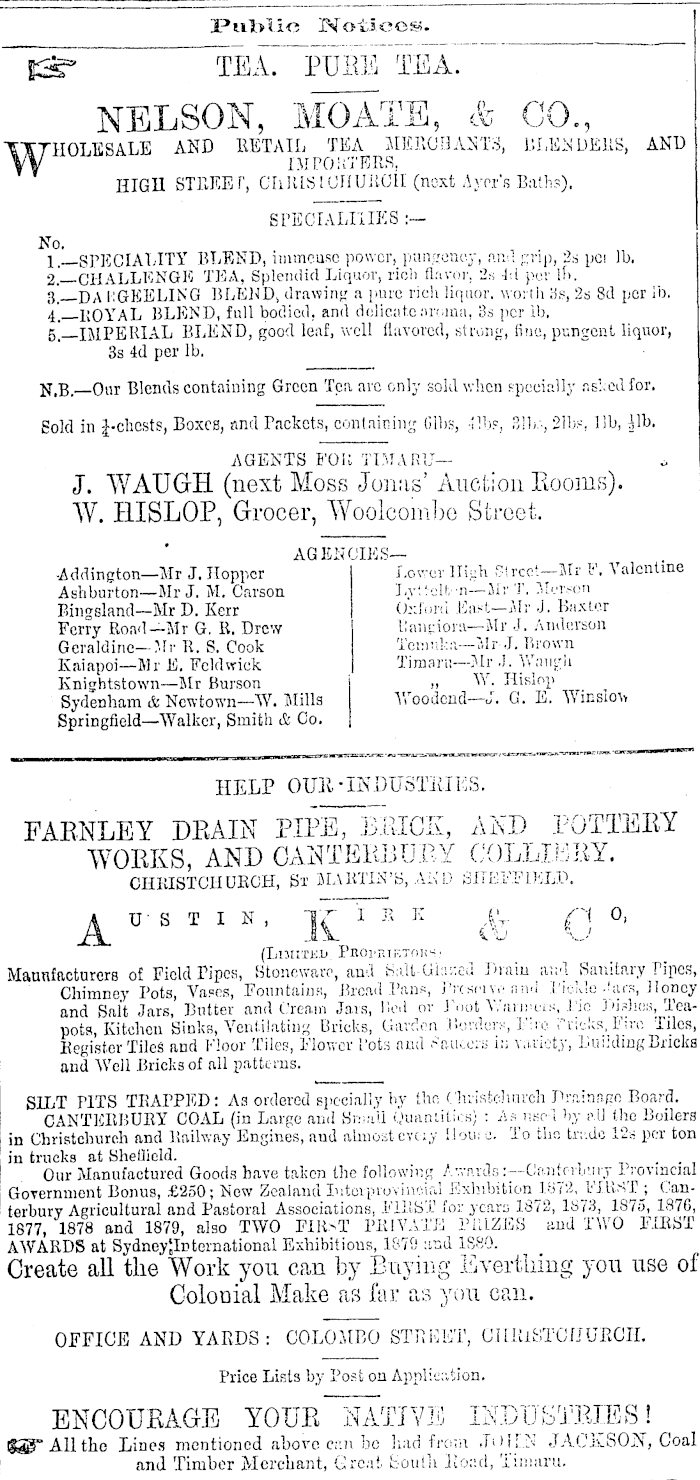 Public Notices.
TEA. PURE TEA.
NELSON, MOATE, & CO.,
WHOLESALE AND RETAIL TEA MERCHANTS, BLENDERS, AND
IMPORTERS,
HIGH STREET, CHRISTCHURCH (next Ayer's Baths).
SPECIALITIES :—
No.
1.—SPECIALITY BLEND, immense power, pungency, and grip, 2s per lb.
2.—CHALLENGE TEA, Splendid Liquor, rich flavor, 2s 4d per lb.
3.—DARGEELING BLEND, drawing a pure rich liquor, worth 3s, 2s 8d per lb.
4.—ROYAL BLEND, full bodied, and delicate aroma, 3s per lb.
5.—IMPERIAL BLEND, good leaf, well flavored, strong, fine, pungent liquor,
3s 4d per lb.
N.B.—Our Blends containing Green Tea are only sold when specially asked for.
Sold in ¼-chests, Boxes, and Packets, containing 6lbs, 4lbs, 3lbs, 2lbs, 1lb, ½lb.
AGENTS FOR TIMARU—
J. WAUGH (next Moss Jonas' Auction Rooms).
W. HISLOP, Grocer, Woolcombe Street.
AGENCIES—
Addington—Mr J. Hopper
Ashburton—Mr J. M. Carson
Bingsland—Mr D. Kerr
Ferry Road—Mr G. R. Drew
Geraldine—Mr R. S. Cook
Kaiapoi—Mr E. Feldwick
Knightstown—Mr Burson
Sydenham & Newtown—W. Mills
Springfield—Walker, Smith & Co.
Lower High Street—Mr F. Valentine
Lyttelton—Mr T. Merson
Oxford East—Mr J. Baxter
Rangiora—Mr J. Anderson
Temuka—Mr J. Brown
Timaru—Mr J. Waugh
„ W. Hislop
Woodend—J. G. E. Winslow
HELP OUR INDUSTRIES.
FARNLEY DRAIN PIPE, BRICK, AND POTTERY
WORKS, AND CANTERBURY COLLIERY.
CHRISTCHURCH, ST MARTIN'S, AND SHEFFIELD.
AUSTIN, KIRK & CO,
(LIMITED PROPRIETORS.
Manufacturers of Field Pipes, Stoneware, and Salt-Glazed Drain and Sanitary Pipes,
Chimney Pots, Vases, Fountains, Bread Pans, Preserve and Pickle Jars, Honey
and Salt Jars, Butter and Cream Jars, Bed or Foot Warmers, Pie Dishes, Tea-
pots, Kitchen Sinks, Ventilating Bricks, Garden Borders, Fire Bricks, Fire Tiles,
Register Tiles and Floor Tiles, Flower Pots and Saucers in variety, Building Bricks
and Well Bricks of all patterns.
SILT PITS TRAPPED: As ordered specially by the Christchurch Drainage Board.
CANTERBURY COAL (in Large and Small Quantities) : As used by all the Boilers
in Christchurch and Railway Engines, and almost every House. To the trade 12s per ton
in trucks at Sheffield.
Our Manufactured Goods have taken the following Awards:—Canterbury Provincial
Government Bonus, £250; New Zealand Interprovincial Exhibition 1872, FIRST; Can-
terbury Agricultural and Pastoral Associations, FIRST for years 1872, 1873, 1875, 1876,
1877, 1878 and 1879, also TWO FIRST PRIVATE PRIZES and TWO FIRST
AWARDS at Sydney International Exhibitions, 1879 and 1880.
Create all the Work you can by Buying Everthing you use of
Colonial Make as far as you can.
OFFICE AND YARDS: COLOMBO STREET, CHRISTCHURCH.
Price Lists by Post on Application.
ENCOURAGE YOUR NATIVE INDUSTRIES!
All the Lines mentioned above can be had from JOHN JACKSON, Coal
and Timber Merchant, Great South Road, Timaru.